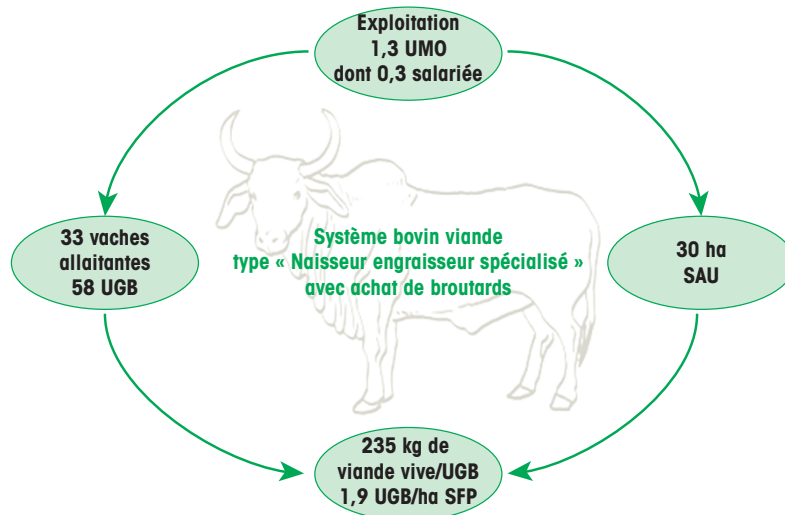 Exploitation
1,3 UMO
dont 0,3 salariée
33 vaches
allaitantes
58 UGB
Système bovin viande
type « Naisseur engraisseur spécialisé »
avec achat de broutards
30 ha
SAU
235 kg de
viande vive/UGB
1,9 UGB/ha SFP